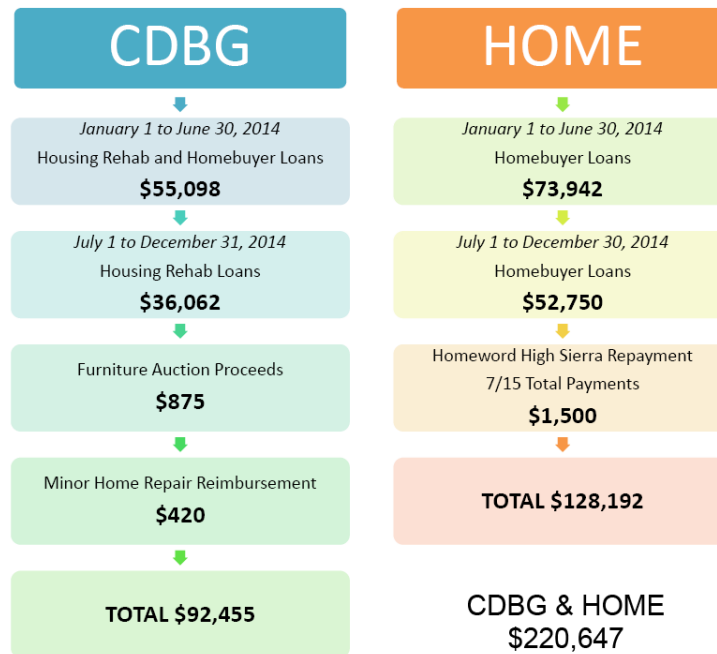 CDBG
January 1 to June 30, 2014
Housing Rehab and Homebuyer Loans
$55,098
July 1 to December 31, 2014
Housing Rehab Loans
$36,062
Furniture Auction Proceeds
$875
Minor Home Repair Reimbursement
$420
TOTAL $92,455
HOME
January 1 to June 30, 2014
Homebuyer Loans
$73,942
July 1 to December 30, 2014
Homebuyer Loans
$52,750
Homeword High Sierra Repayment
7/15 Total Payments
$1,500
TOTAL $128,192
CDBG & HOME
$220,647